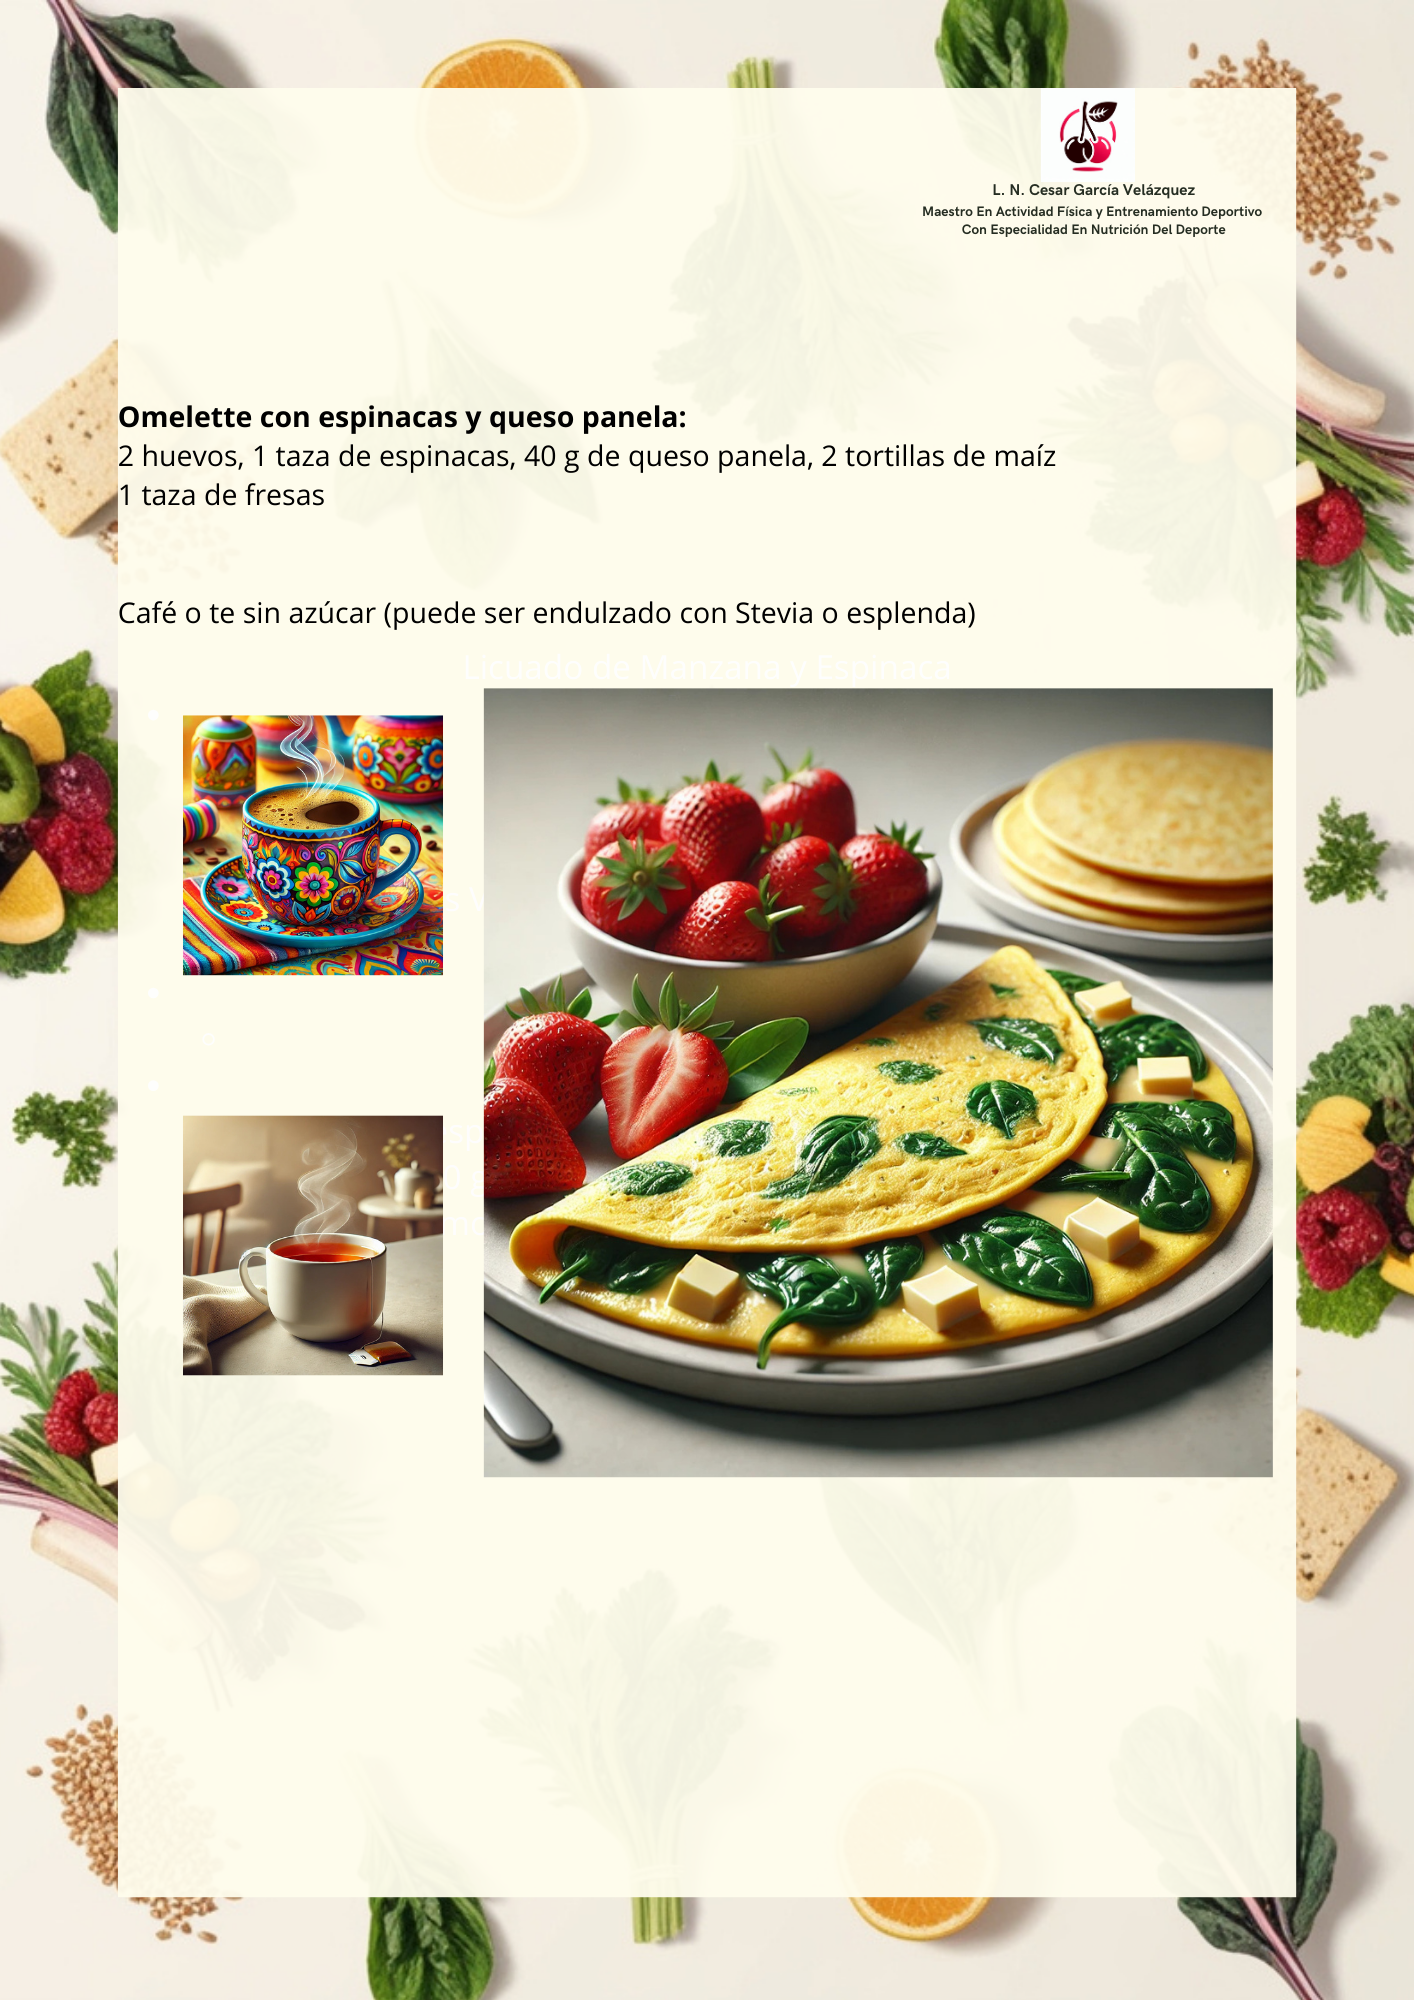 L. N. Cesar García Velázquez
Maestro En Actividad Física y Entrenamiento Deportivo
Con Especialidad En Nutrición Del Deporte
Omelette con espinacas y queso panela:
2 huevos, 1 taza de espinacas, 40 g de queso panela, 2 tortillas de maíz
1 taza de fresas
Café o te sin azúcar (puede ser endulzado con Stevia o esplenda)
Licuado de Manzana y Espinaca